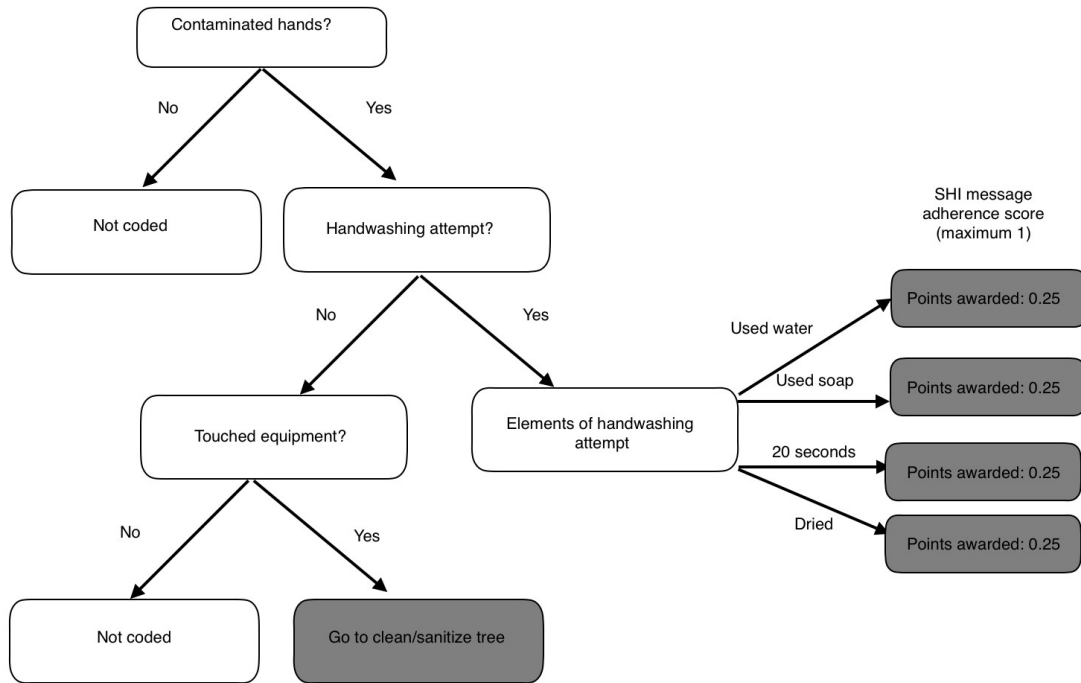 Contaminated hands?
No
Yes
Not coded
Handwashing attempt?
SHI message
adherence score
(maximum 1)
No
Yes
Used water
Points awarded: 0.25
Used soap
Points awarded: 0.25
Touched equipment?
Elements of handwashing
attempt
20 seconds
Points awarded: 0.25
Dried
Points awarded: 0.25
No
Yes
Not coded
Go to clean/sanitize tree